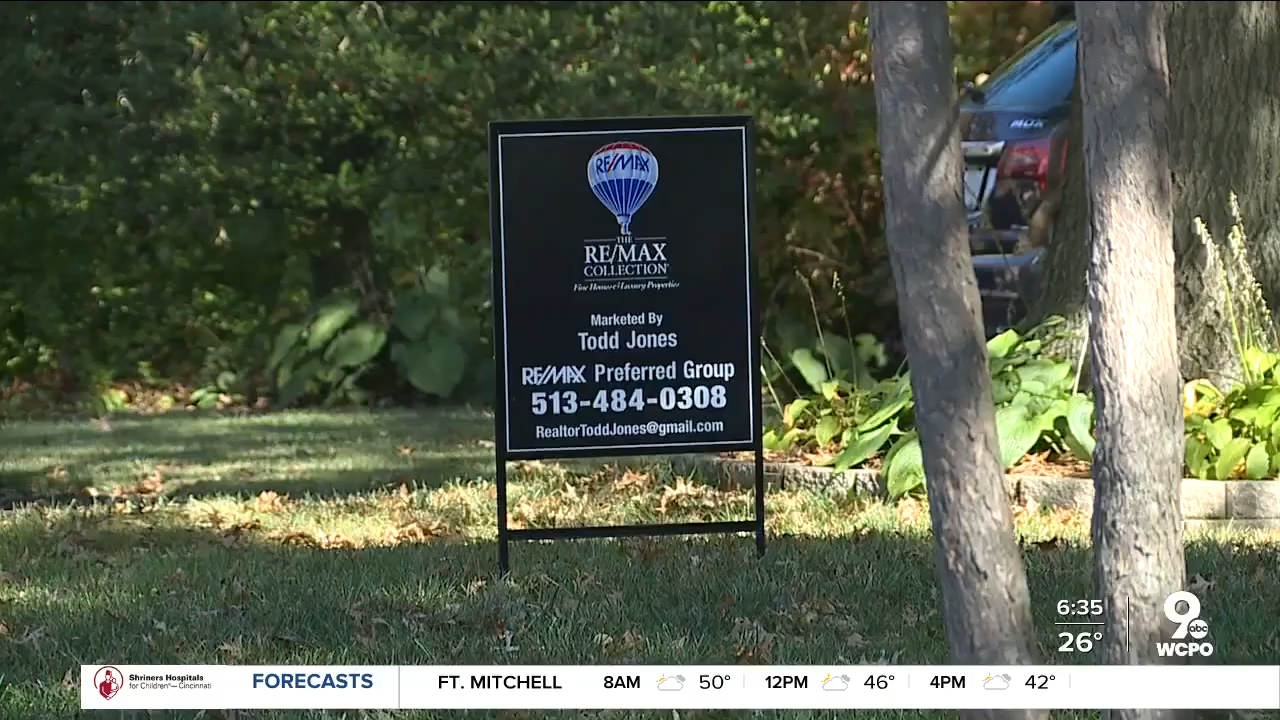 RE/MAX
THE
RE/MAX
COLLECTION®
Fine Homes & Luxury Properties
Marketed By
Todd Jones
RE/MAX Preferred Group
513-484-0308
RealtorToddJones@gmail.com
MDX
6:35
26°
9
abc
WCPO
Shriners Hospitals
for Children®—Cincinnati
FORECASTS
FT. MITCHELL 8AM 50° 12PM 46° 4PM 42°